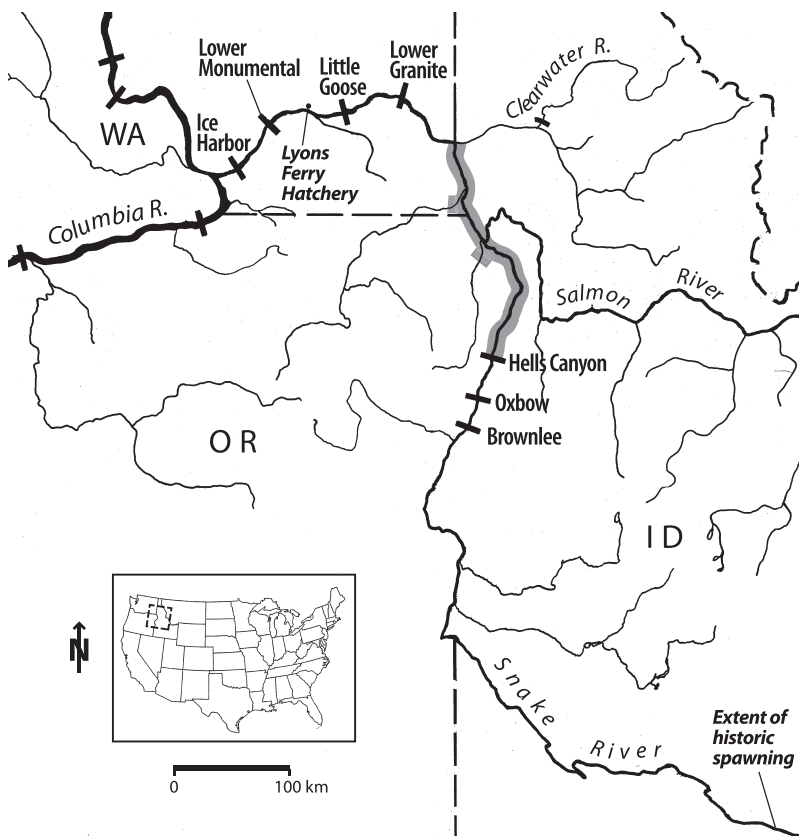 Lower
Monumental
Little
Goose
Lower
Granite
Clearwater R.
WA
Ice
Harbor
Lyons
Ferry
Hatchery
Columbia R.
Salmon
River
Hells Canyon
Oxbow
Brownlee
OR
ID
N
Snake
River
Extent of
historic
spawning
0
100 km